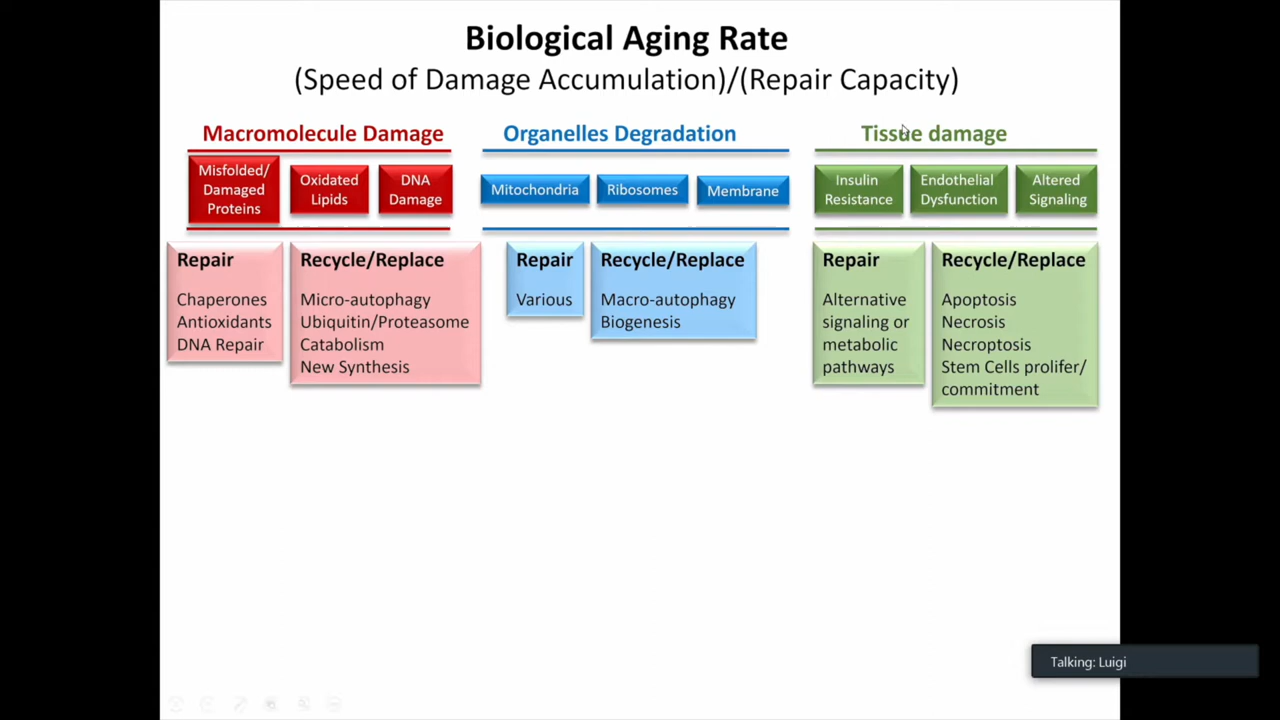 Biological Aging Rate
(Speed of Damage Accumulation)/(Repair Capacity)
Macromolecule Damage
Misfolded/
Damaged
Proteins
Oxidated
Lipids
DNA
Damage
Repair
Chaperones
Antioxidants
DNA Repair
Recycle/Replace
Micro-autophagy
Ubiquitin/Proteasome
Catabolism
New Synthesis
Organelles Degradation
Mitochondria
Ribosomes
Membrane
Repair
Various
Recycle/Replace
Macro-autophagy
Biogenesis
Tissue damage
Insulin
Resistance
Endothelial
Dysfunction
Altered
Signaling
Repair
Alternative
signaling or
metabolic
pathways
Recycle/Replace
Apoptosis
Necrosis
Necroptosis
Stem Cells prolifer/
commitment
Talking: Luigi